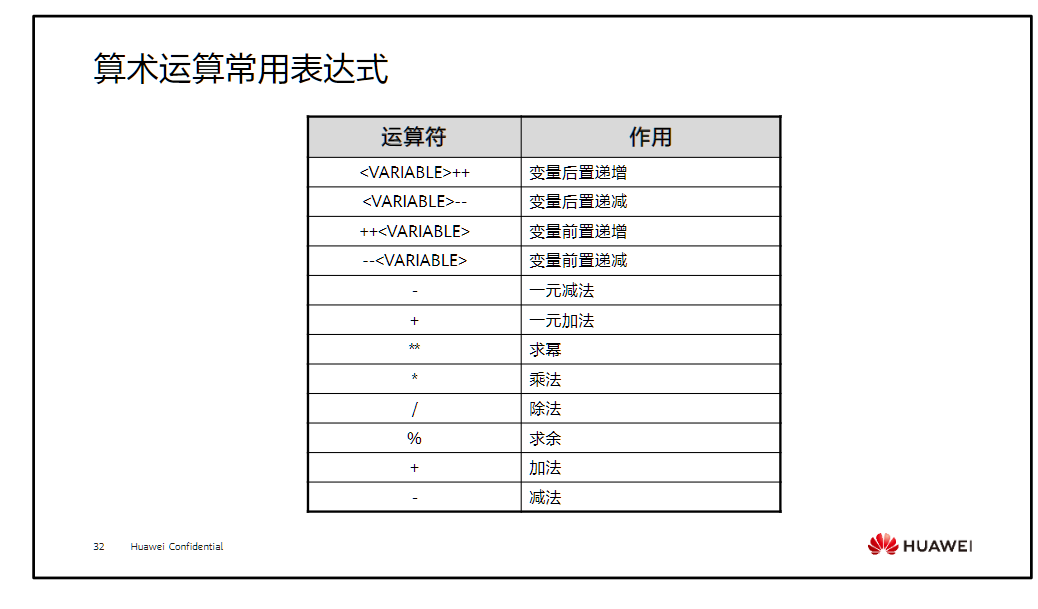 算术运算常用表达式
运算符 作用
<VARIABLE>++ 变量后置递增
<VARIABLE>-- 变量后置递减
++<VARIABLE> 变量前置递增
--<VARIABLE> 变量前置递减
- 一元减法
+ 一元加法
** 求幂
* 乘法
/ 除法
% 求余
+ 加法
- 减法
32 Huawei Confidential
HUAWEI